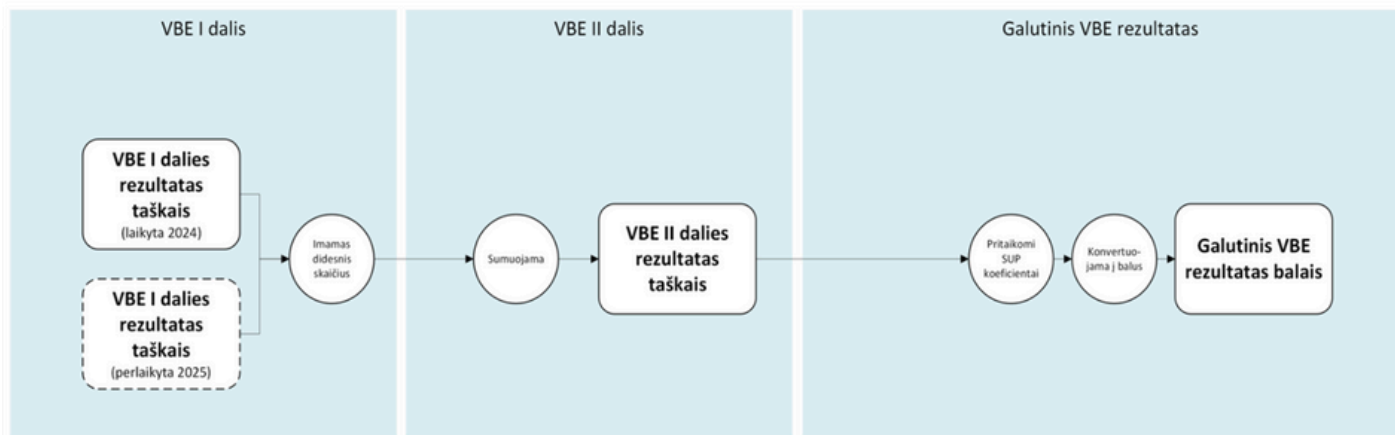 VBE I dalis
VBE I dalies
rezultatas
taškais
(laikyta 2024)
VBE I dalies
rezultatas
taškais
(perlaikyta 2025)
Imamas
didesnis
skaičius
VBE II dalis
Sumuojama
VBE II dalies
rezultatas
taškais
Galutinis VBE rezultatas
Pritaikomi
SUP
koeficientai
Konvertuo-
jama į balus
Galutinis VBE
rezultatas balais